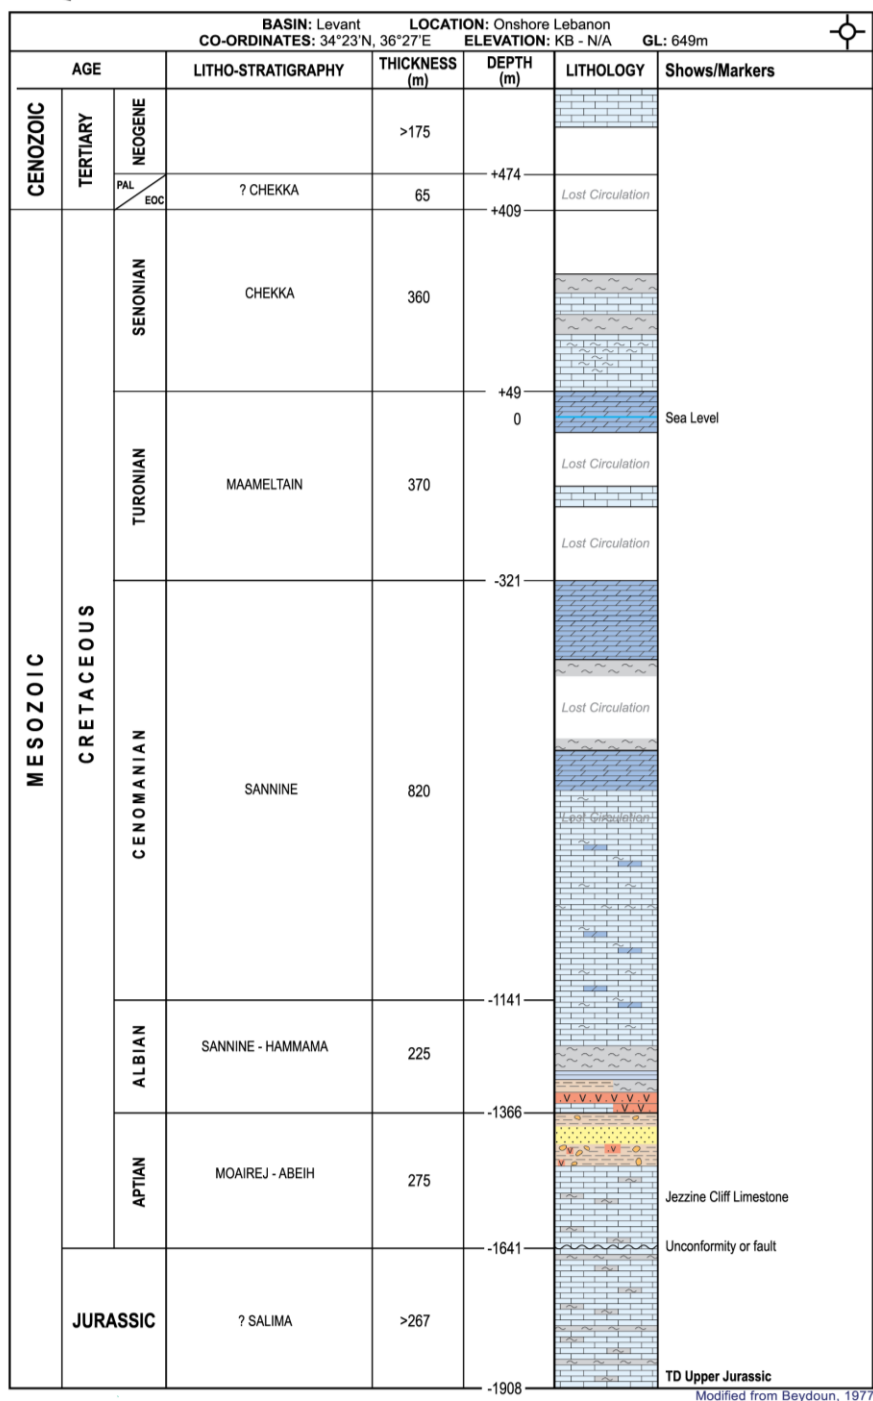 BASIN: Levant LOCATION: Onshore Lebanon
CO-ORDINATES: 34°23'N, 36°27'E ELEVATION: KB - N/A GL: 649m
AGE LITHO-STRATIGRAPHY THICKNESS (m) DEPTH (m) LITHOLOGY Shows/Markers
CENOZOIC
TERTIARY
NEOGENE
>175
+474
PAL
EOC
? CHEKKA
65
Lost Circulation
+409
MESOZOIC
CRETACEOUS
SENONIAN
CHEKKA
360
+49
0
Sea Level
TURONIAN
MAAMELTAIN
370
Lost Circulation
Lost Circulation
-321
CENOMANIAN
SANNINE
820
Lost Circulation
Lost Circulation
-1141
ALBIAN
SANNINE - HAMMAMA
225
-1366
APTIAN
MOAIREJ - ABEIH
275
Jezzine Cliff Limestone
-1641
Unconformity or fault
JURASSIC
? SALIMA
>267
TD Upper Jurassic
-1908
Modified from Beydoun, 1977